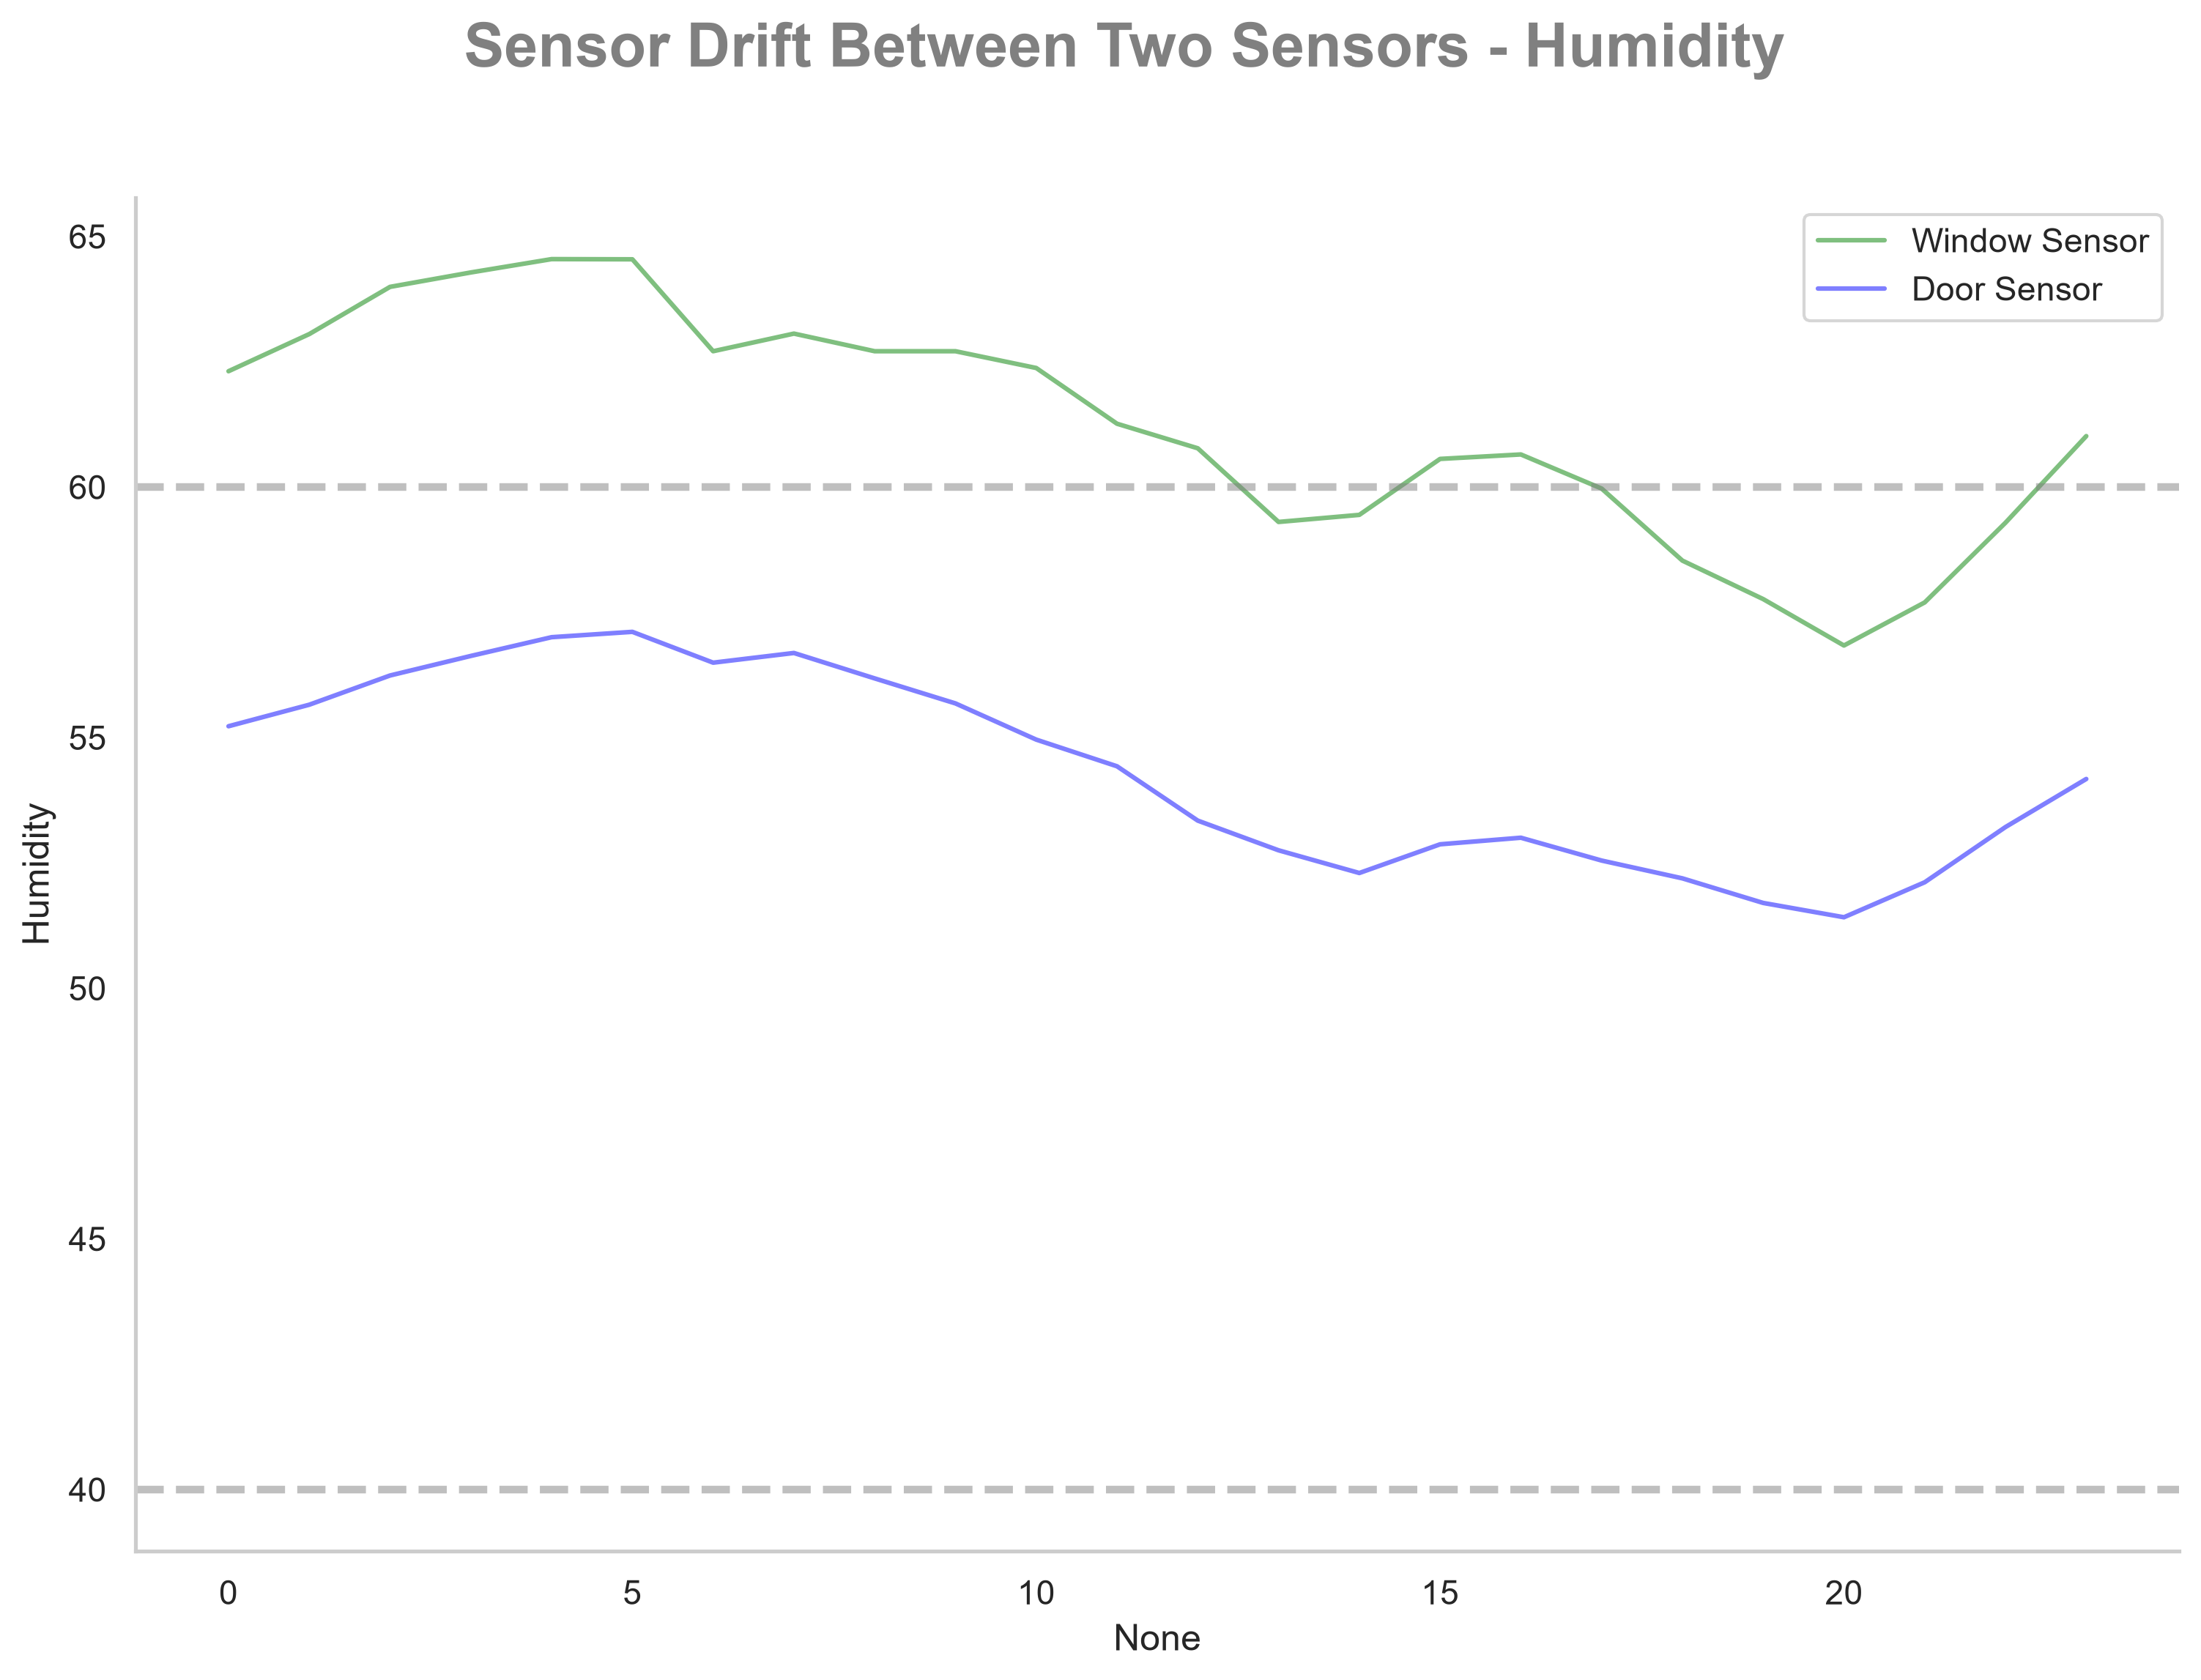 Sensor Drift Between Two Sensors - Humidity
Window Sensor
Door Sensor
65
60
55
50
45
40
Humidity
0 5 10 15 20
None